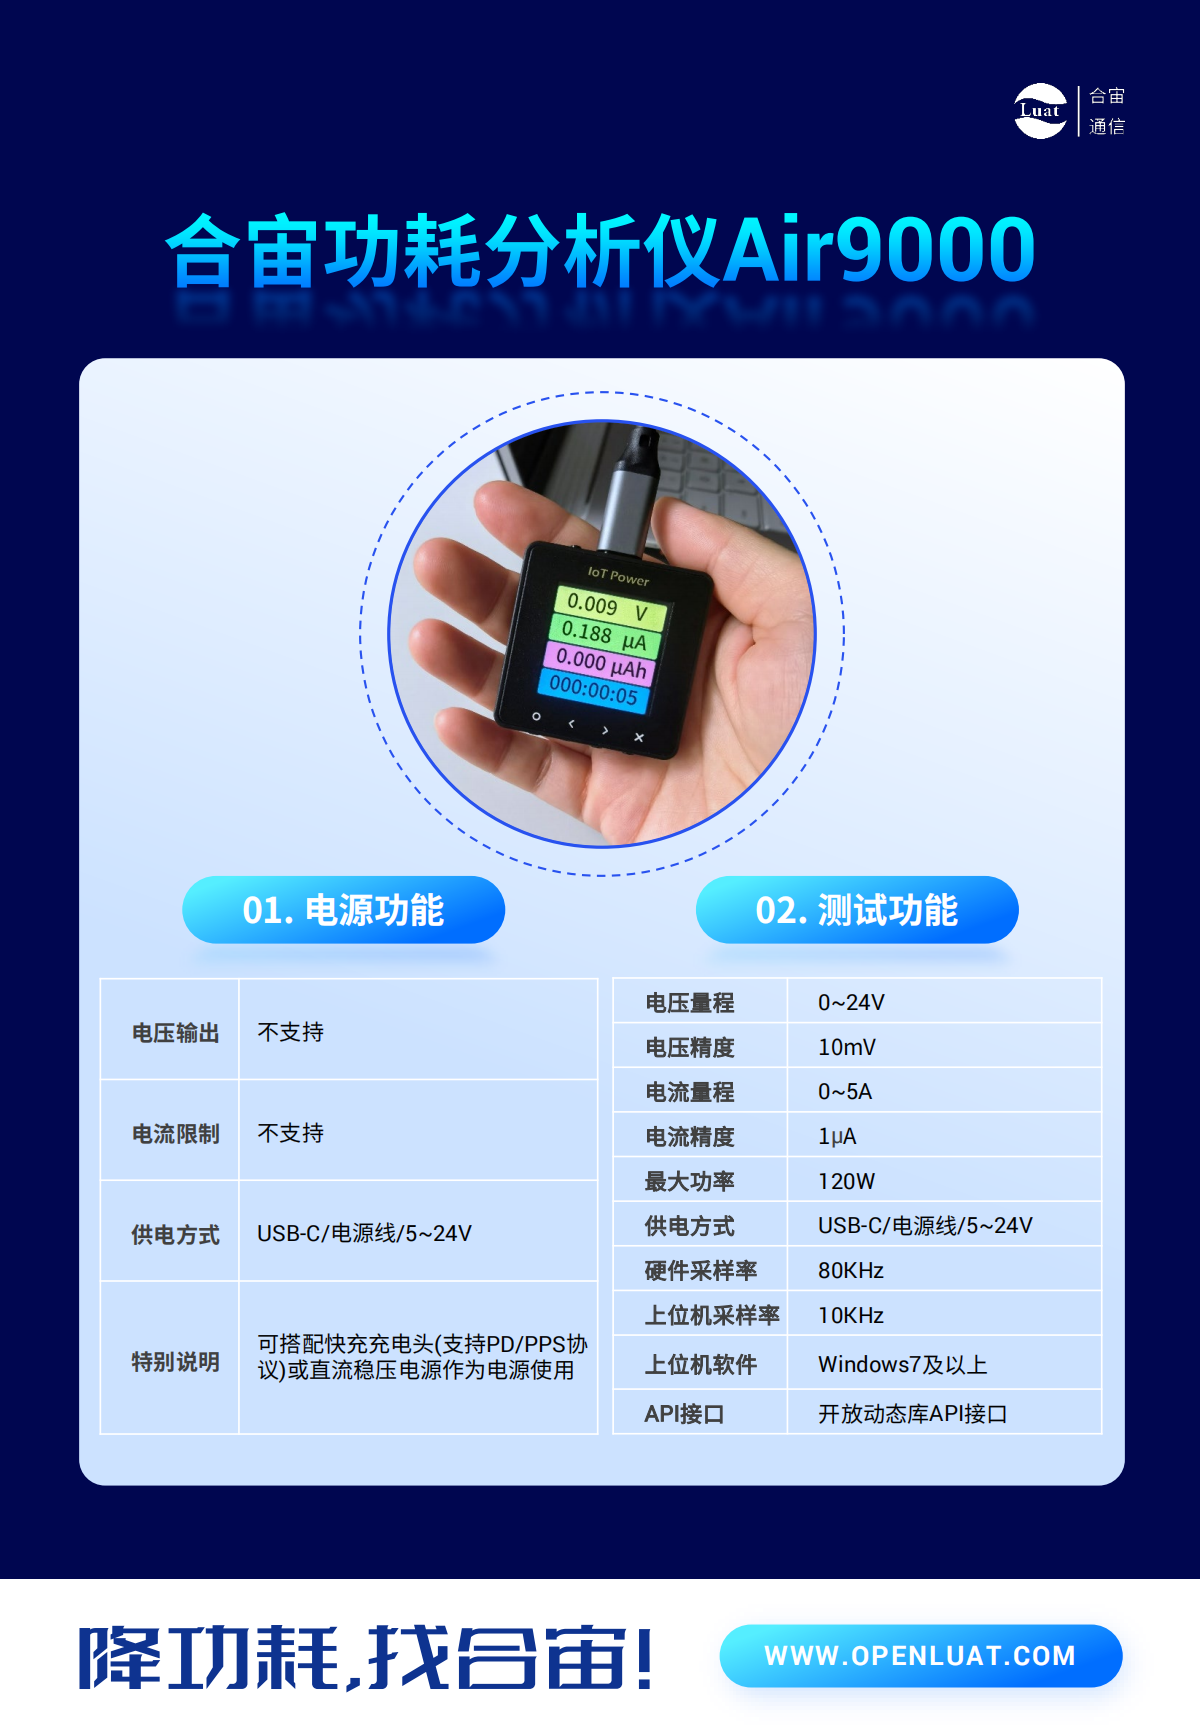 Luat
合宙
通信
合宙功耗分析仪Air9000
IoT Power
0.009 V
0.188 μA
0.000 μAh
000:00:05
01. 电源功能
电压输出 不支持
电流限制 不支持
供电方式 USB-C/电源线/5~24V
特别说明 可搭配快充充电头(支持PD/PPS协
议)或直流稳压电源作为电源使用
02. 测试功能
电压量程 0~24V
电压精度 10mV
电流量程 0~5A
电流精度 1μA
最大功率 120W
供电方式 USB-C/电源线/5~24V
硬件采样率 80KHz
上位机采样率 10KHz
上位机软件 Windows7及以上
API接口 开放动态库API接口
降功耗,找合宙!
WWW.OPENLUAT.COM